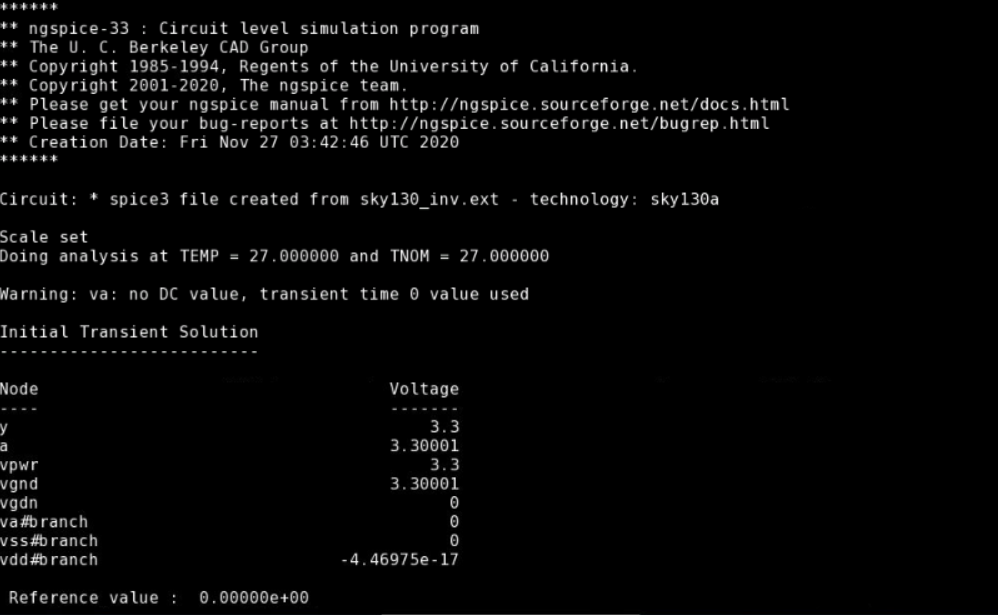 ******
** ngspice-33 : Circuit level simulation program
** The U. C. Berkeley CAD Group
** Copyright 1985-1994, Regents of the University of California.
** Copyright 2001-2020, The ngspice team.
** Please get your ngspice manual from http://ngspice.sourceforge.net/docs.html
** Please file your bug-reports at http://ngspice.sourceforge.net/bugrep.html
** Creation Date: Fri Nov 27 03:42:46 UTC 2020
******
Circuit: * spice3 file created from sky130_inv.ext - technology: sky130a
Scale set
Doing analysis at TEMP = 27.000000 and TNOM = 27.000000
Warning: va: no DC value, transient time 0 value used
Initial Transient Solution
--------------------------
Node Voltage
---- -------
y 3.3
a 3.30001
vpwr 3.3
vgnd 3.30001
vgdn 0
va#branch 0
vss#branch 0
vdd#branch -4.46975e-17
Reference value : 0.00000e+00